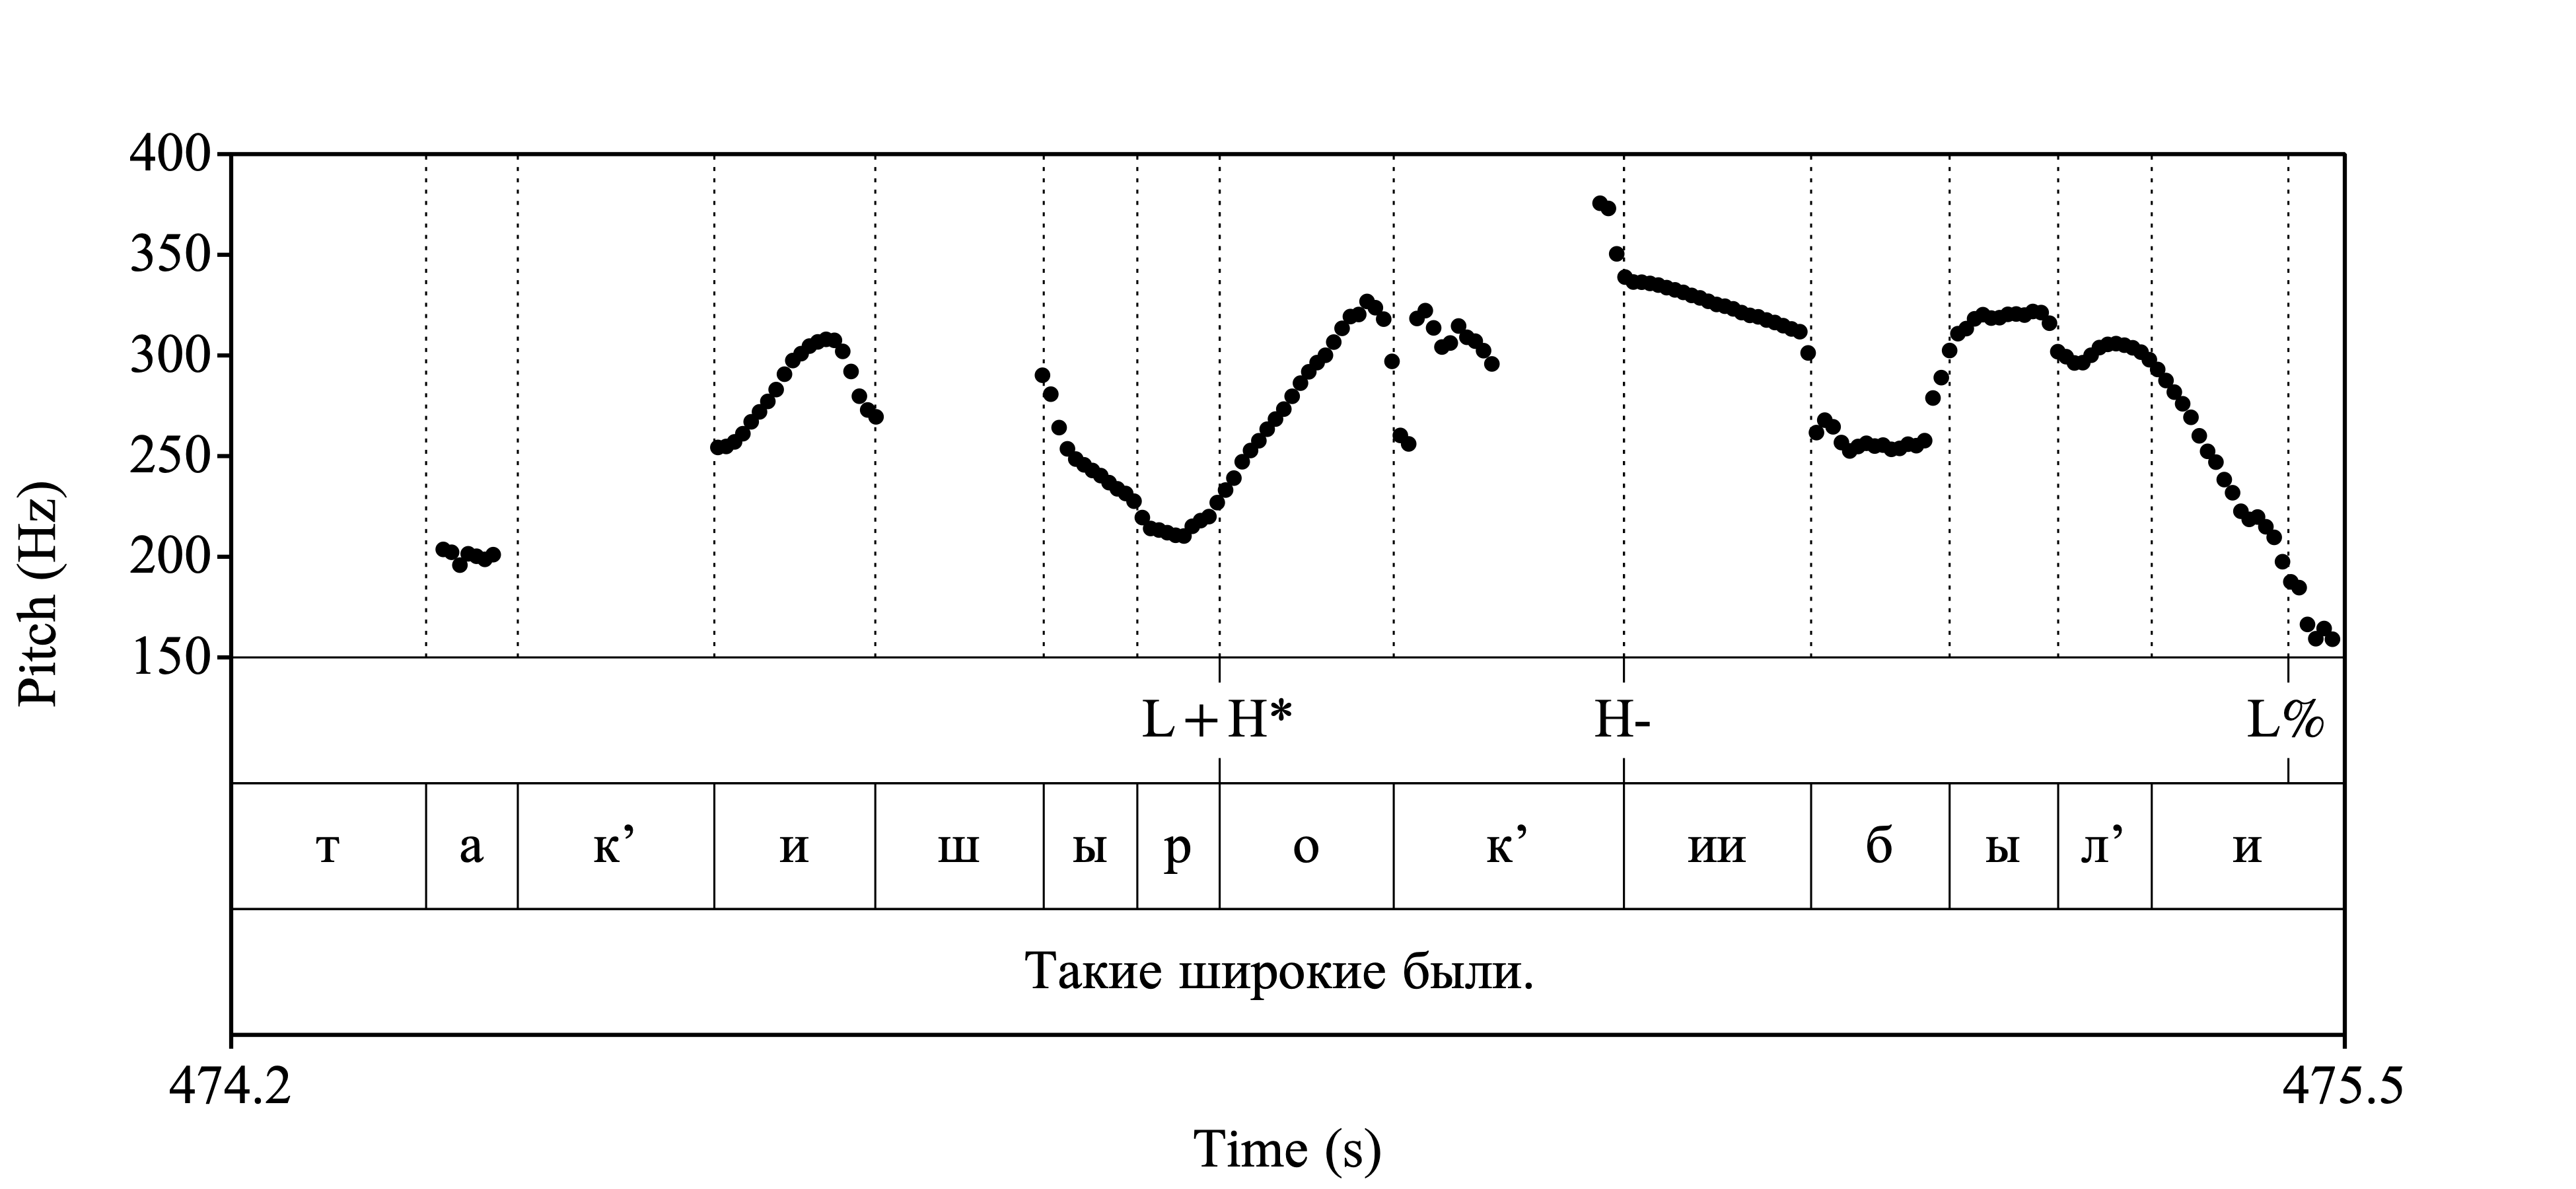 400
350
300
250
200
150
Pitch (Hz)
L+H* H- L%
т а к’ и ш ы р о к’ ии б ы л’ и
Такие широкие были.
474.2 475.5
Time (s)